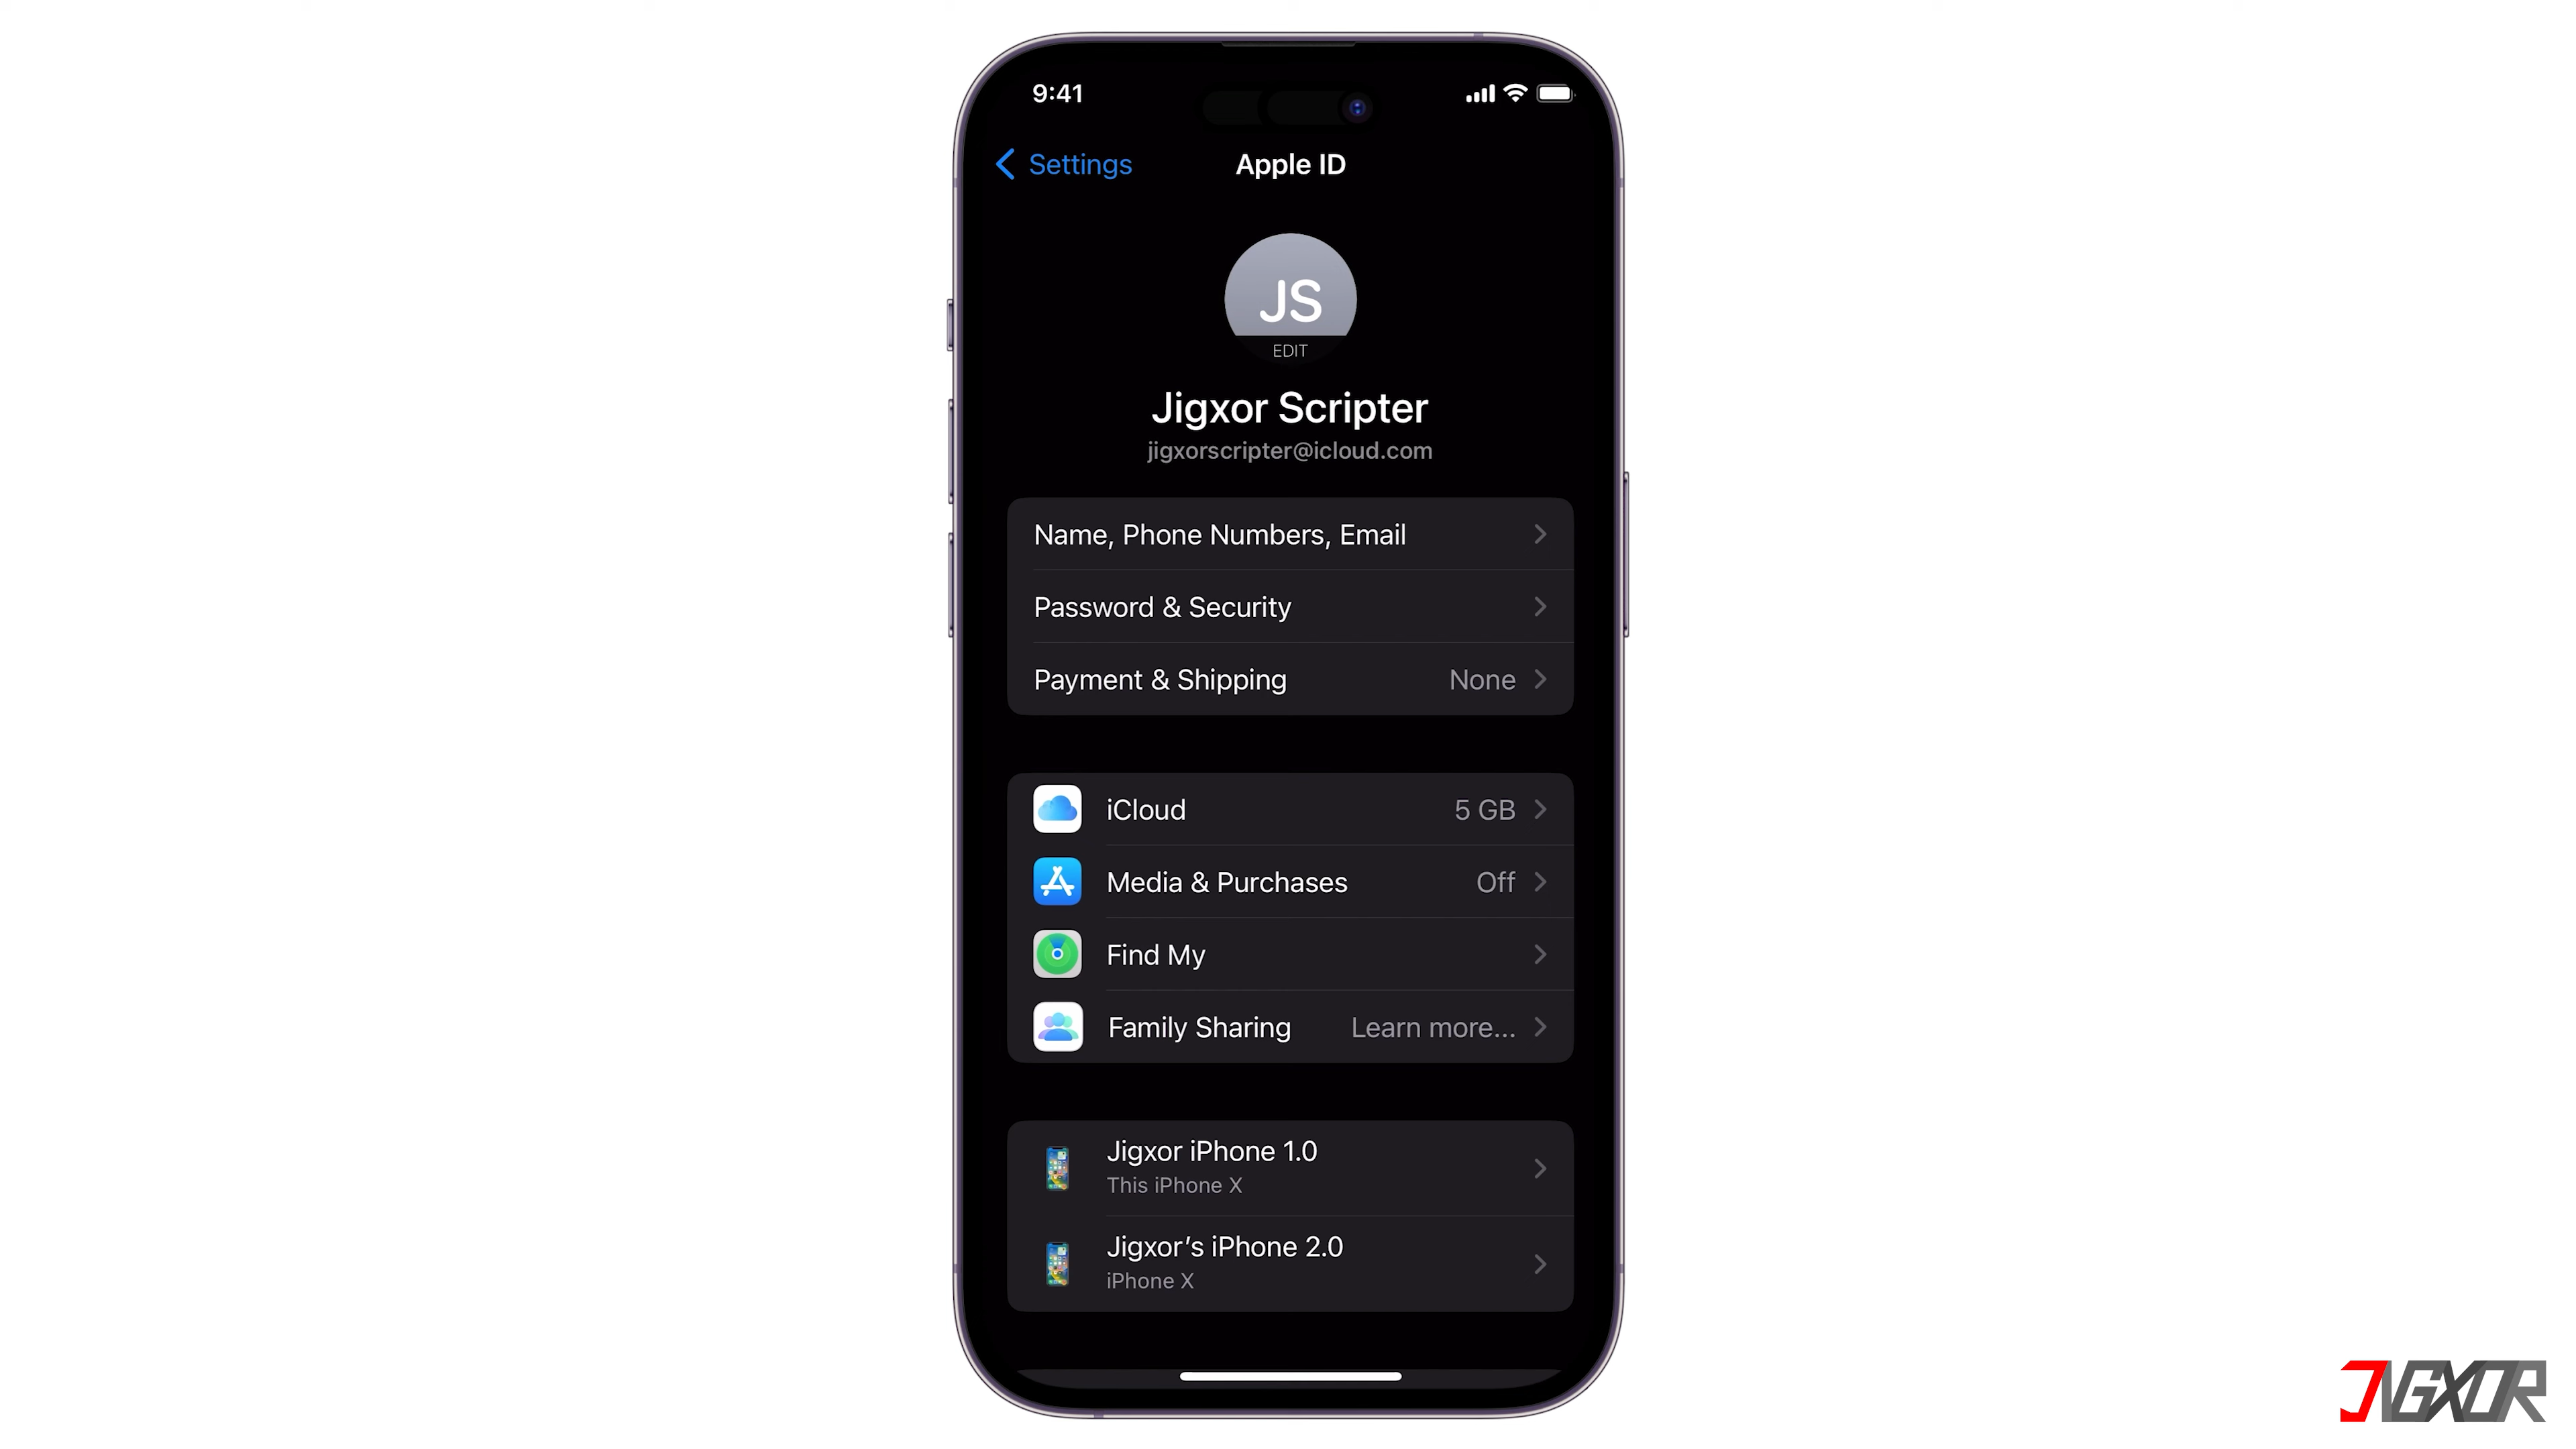 9:41
Settings
Apple ID
JS
EDIT
Jigxor Scripter
jigxorscripter@icloud.com
Name, Phone Numbers, Email
Password & Security
Payment & Shipping None
iCloud 5 GB
Media & Purchases Off
Find My
Family Sharing Learn more...
Jigxor iPhone 1.0
This iPhone X
Jigxor’s iPhone 2.0
iPhone X
JIGXOR